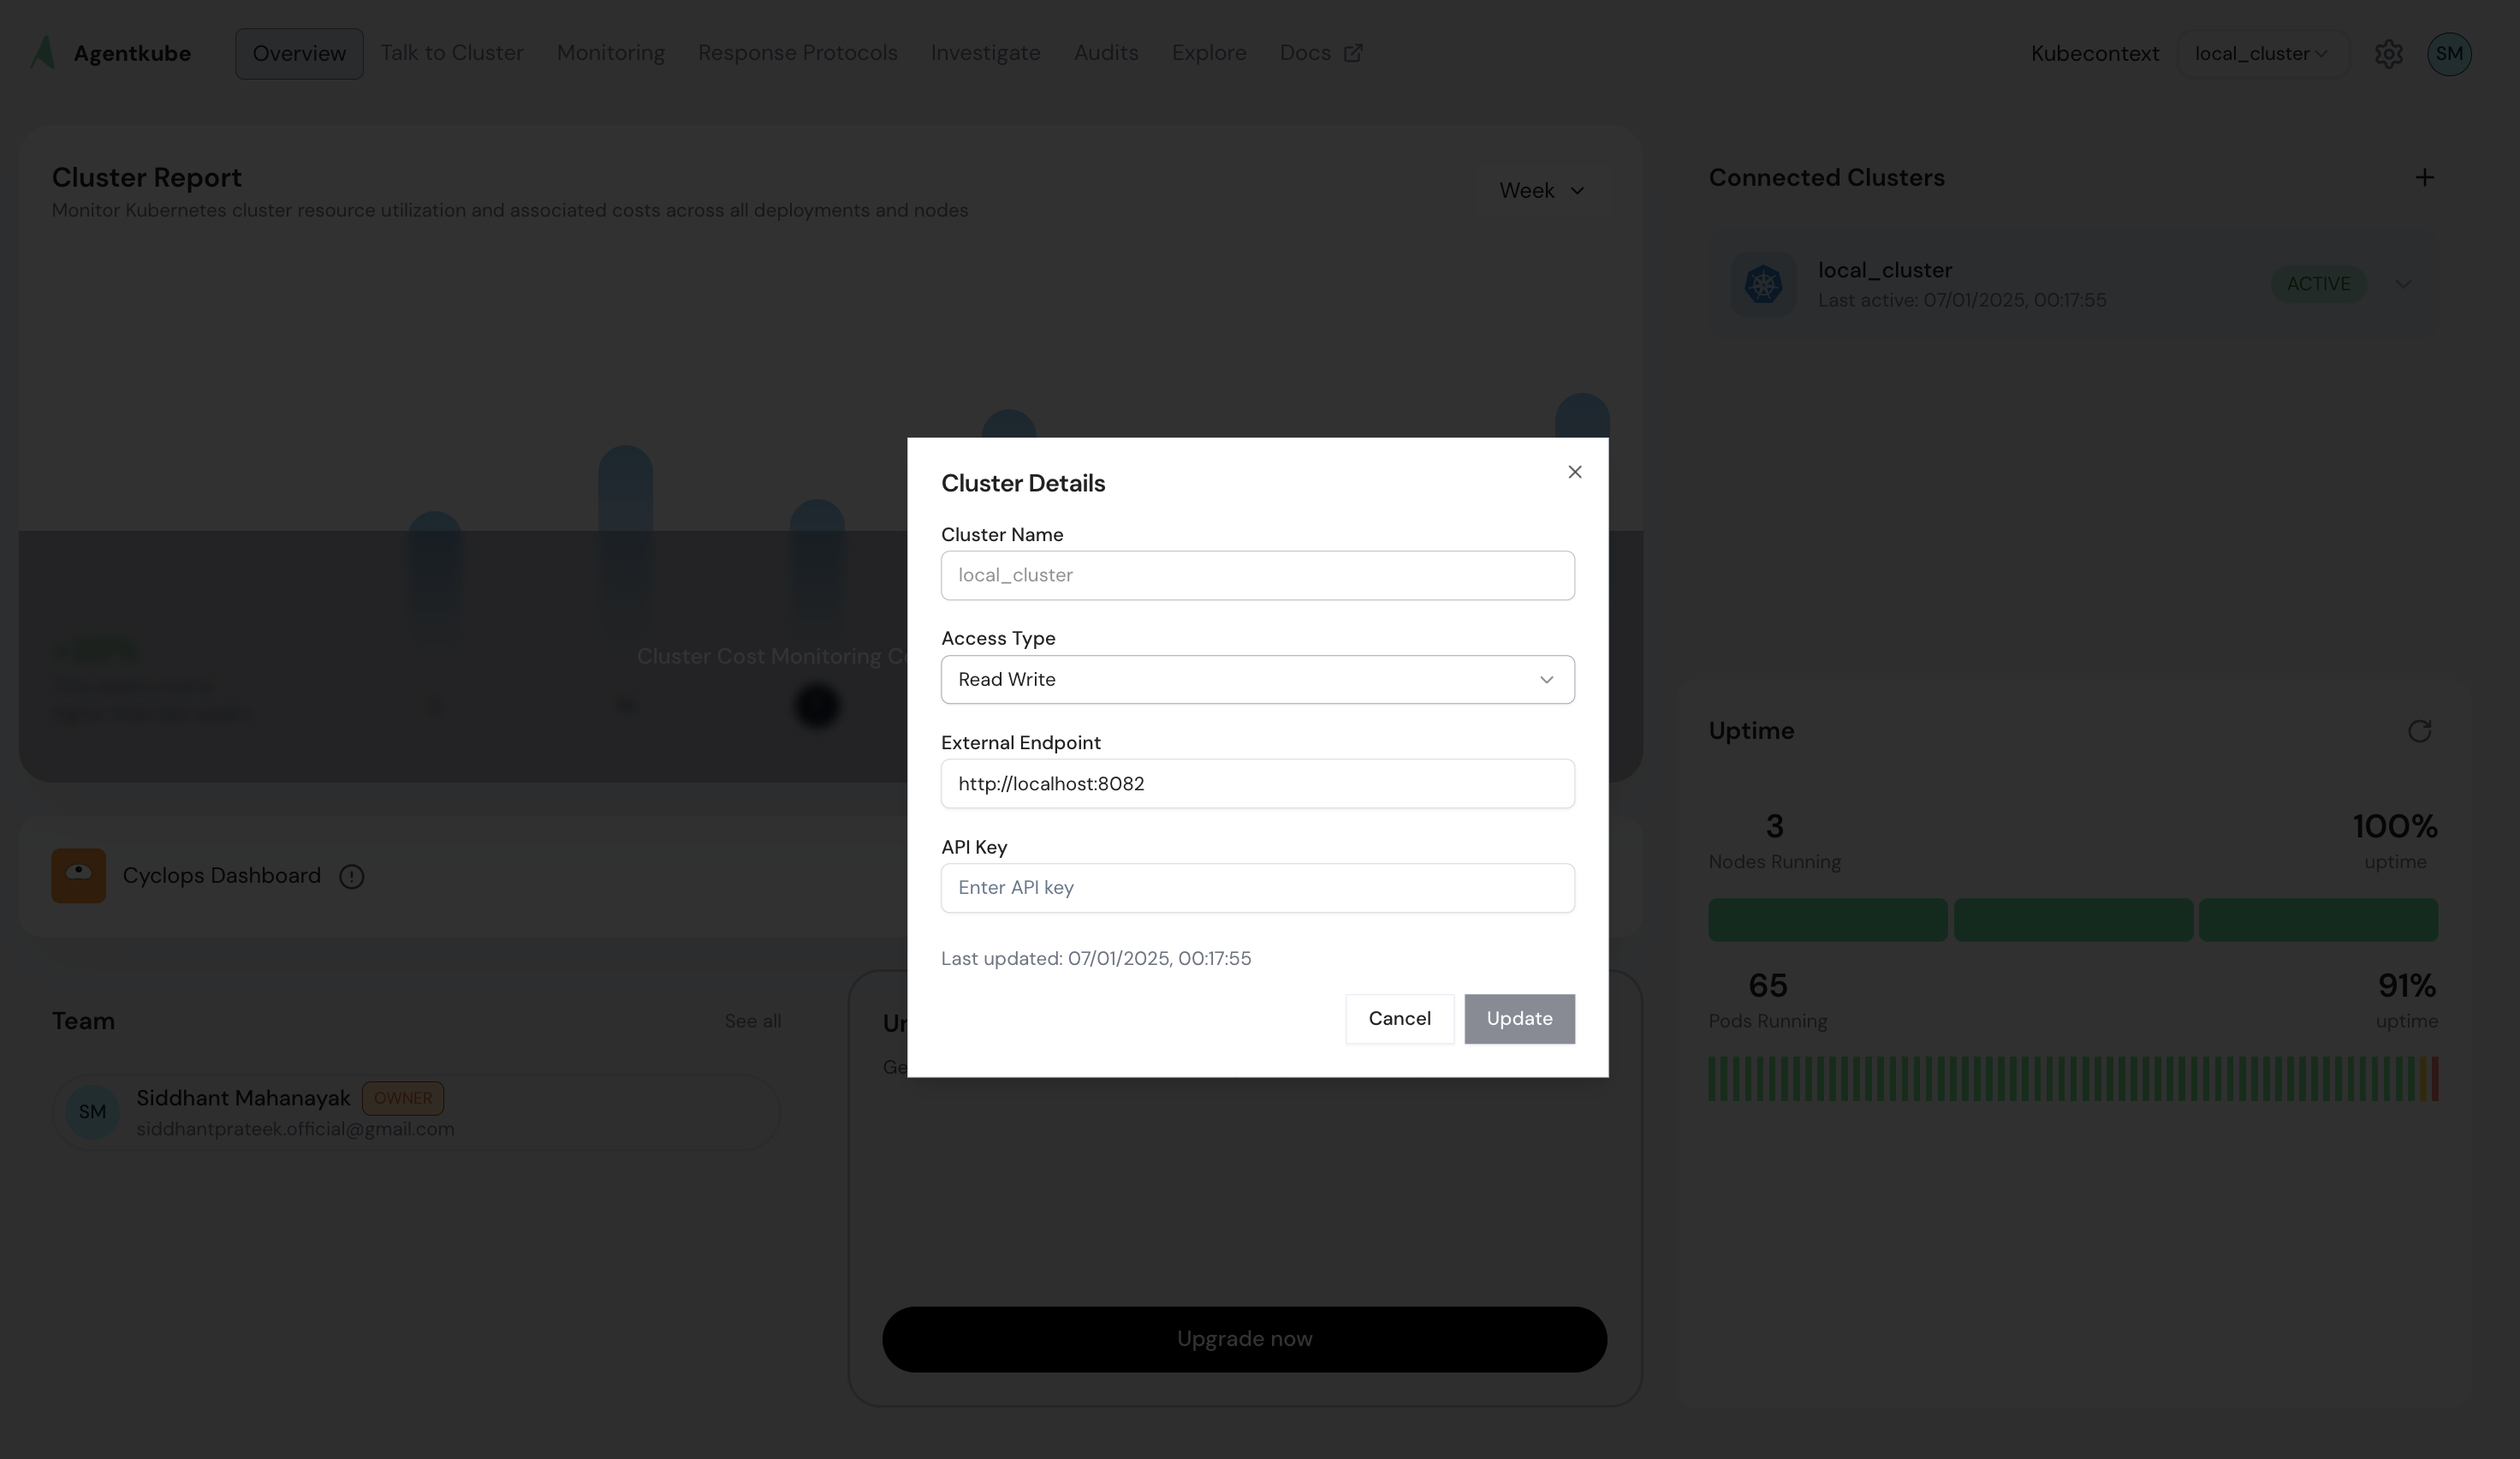 Agentkube
Overview
Talk to Cluster
Monitoring
Response Protocols
Investigate
Audits
Explore
Docs
Kubecontext
local_cluster
SM
Cluster Report
Monitor Kubernetes cluster resource utilization and associated costs across all deployments and nodes
Week
Cluster Cost Monitoring
Cyclops Dashboard
Team
See all
SM
Siddhant Mahanayak
OWNER
siddhantprateek.official@gmail.com
Upgrade now
Cluster Details
Cluster Name
local_cluster
Access Type
Read Write
External Endpoint
http://localhost:8082
API Key
Enter API key
Last updated: 07/01/2025, 00:17:55
Cancel
Update
Connected Clusters
local_cluster
Last active: 07/01/2025, 00:17:55
ACTIVE
Uptime
3
Nodes Running
100%
uptime
65
Pods Running
91%
uptime